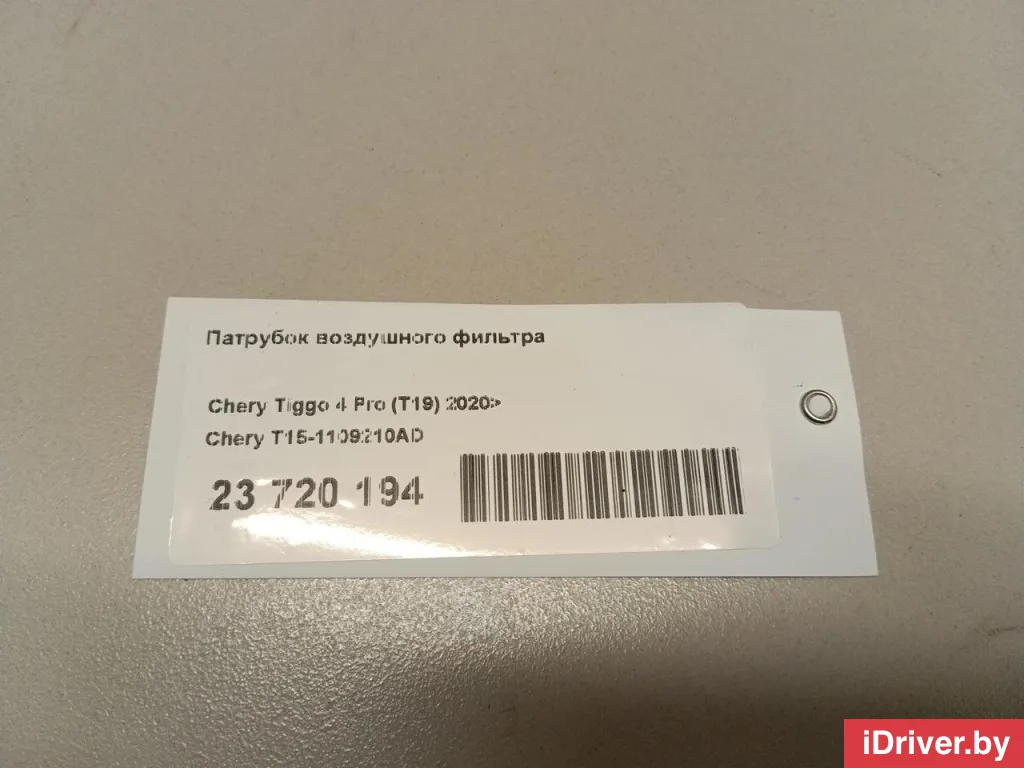 Патрубок воздушного фильтра
Chery Tiggo 4 Pro (T19) 2020>
Chery T15-1109210AD
23 720 194
iDriver.by